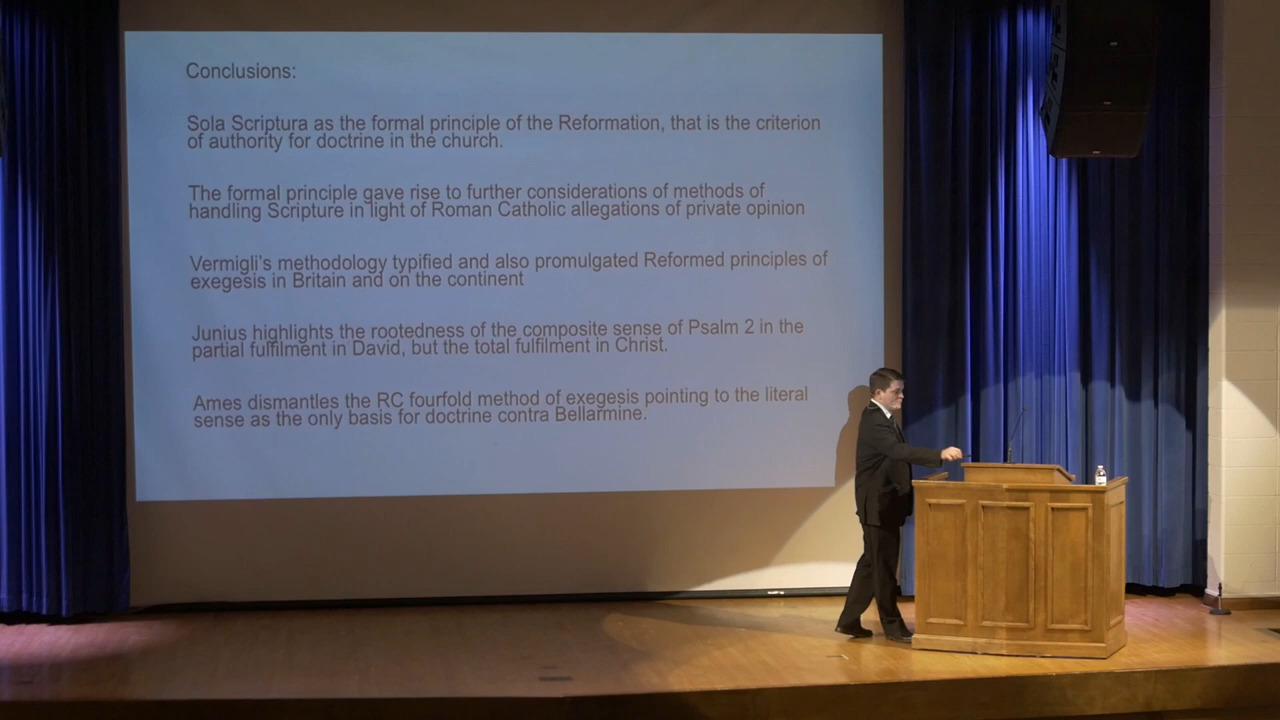 Conclusions:
Sola Scriptura as the formal principle of the Reformation, that is the criterion
of authority for doctrine in the church.
The formal principle gave rise to further considerations of methods of
handling Scripture in light of Roman Catholic allegations of private opinion
Vermigli's methodology typified and also promulgated Reformed principles of
exegesis in Britain and on the continent
Junius highlights the rootedness of the composite sense of Psalm 2 in the
partial fulfilment in David, but the total fulfilment in Christ.
Ames dismantles the RC fourfold method of exegesis pointing to the literal
sense as the only basis for doctrine contra Bellarmine.